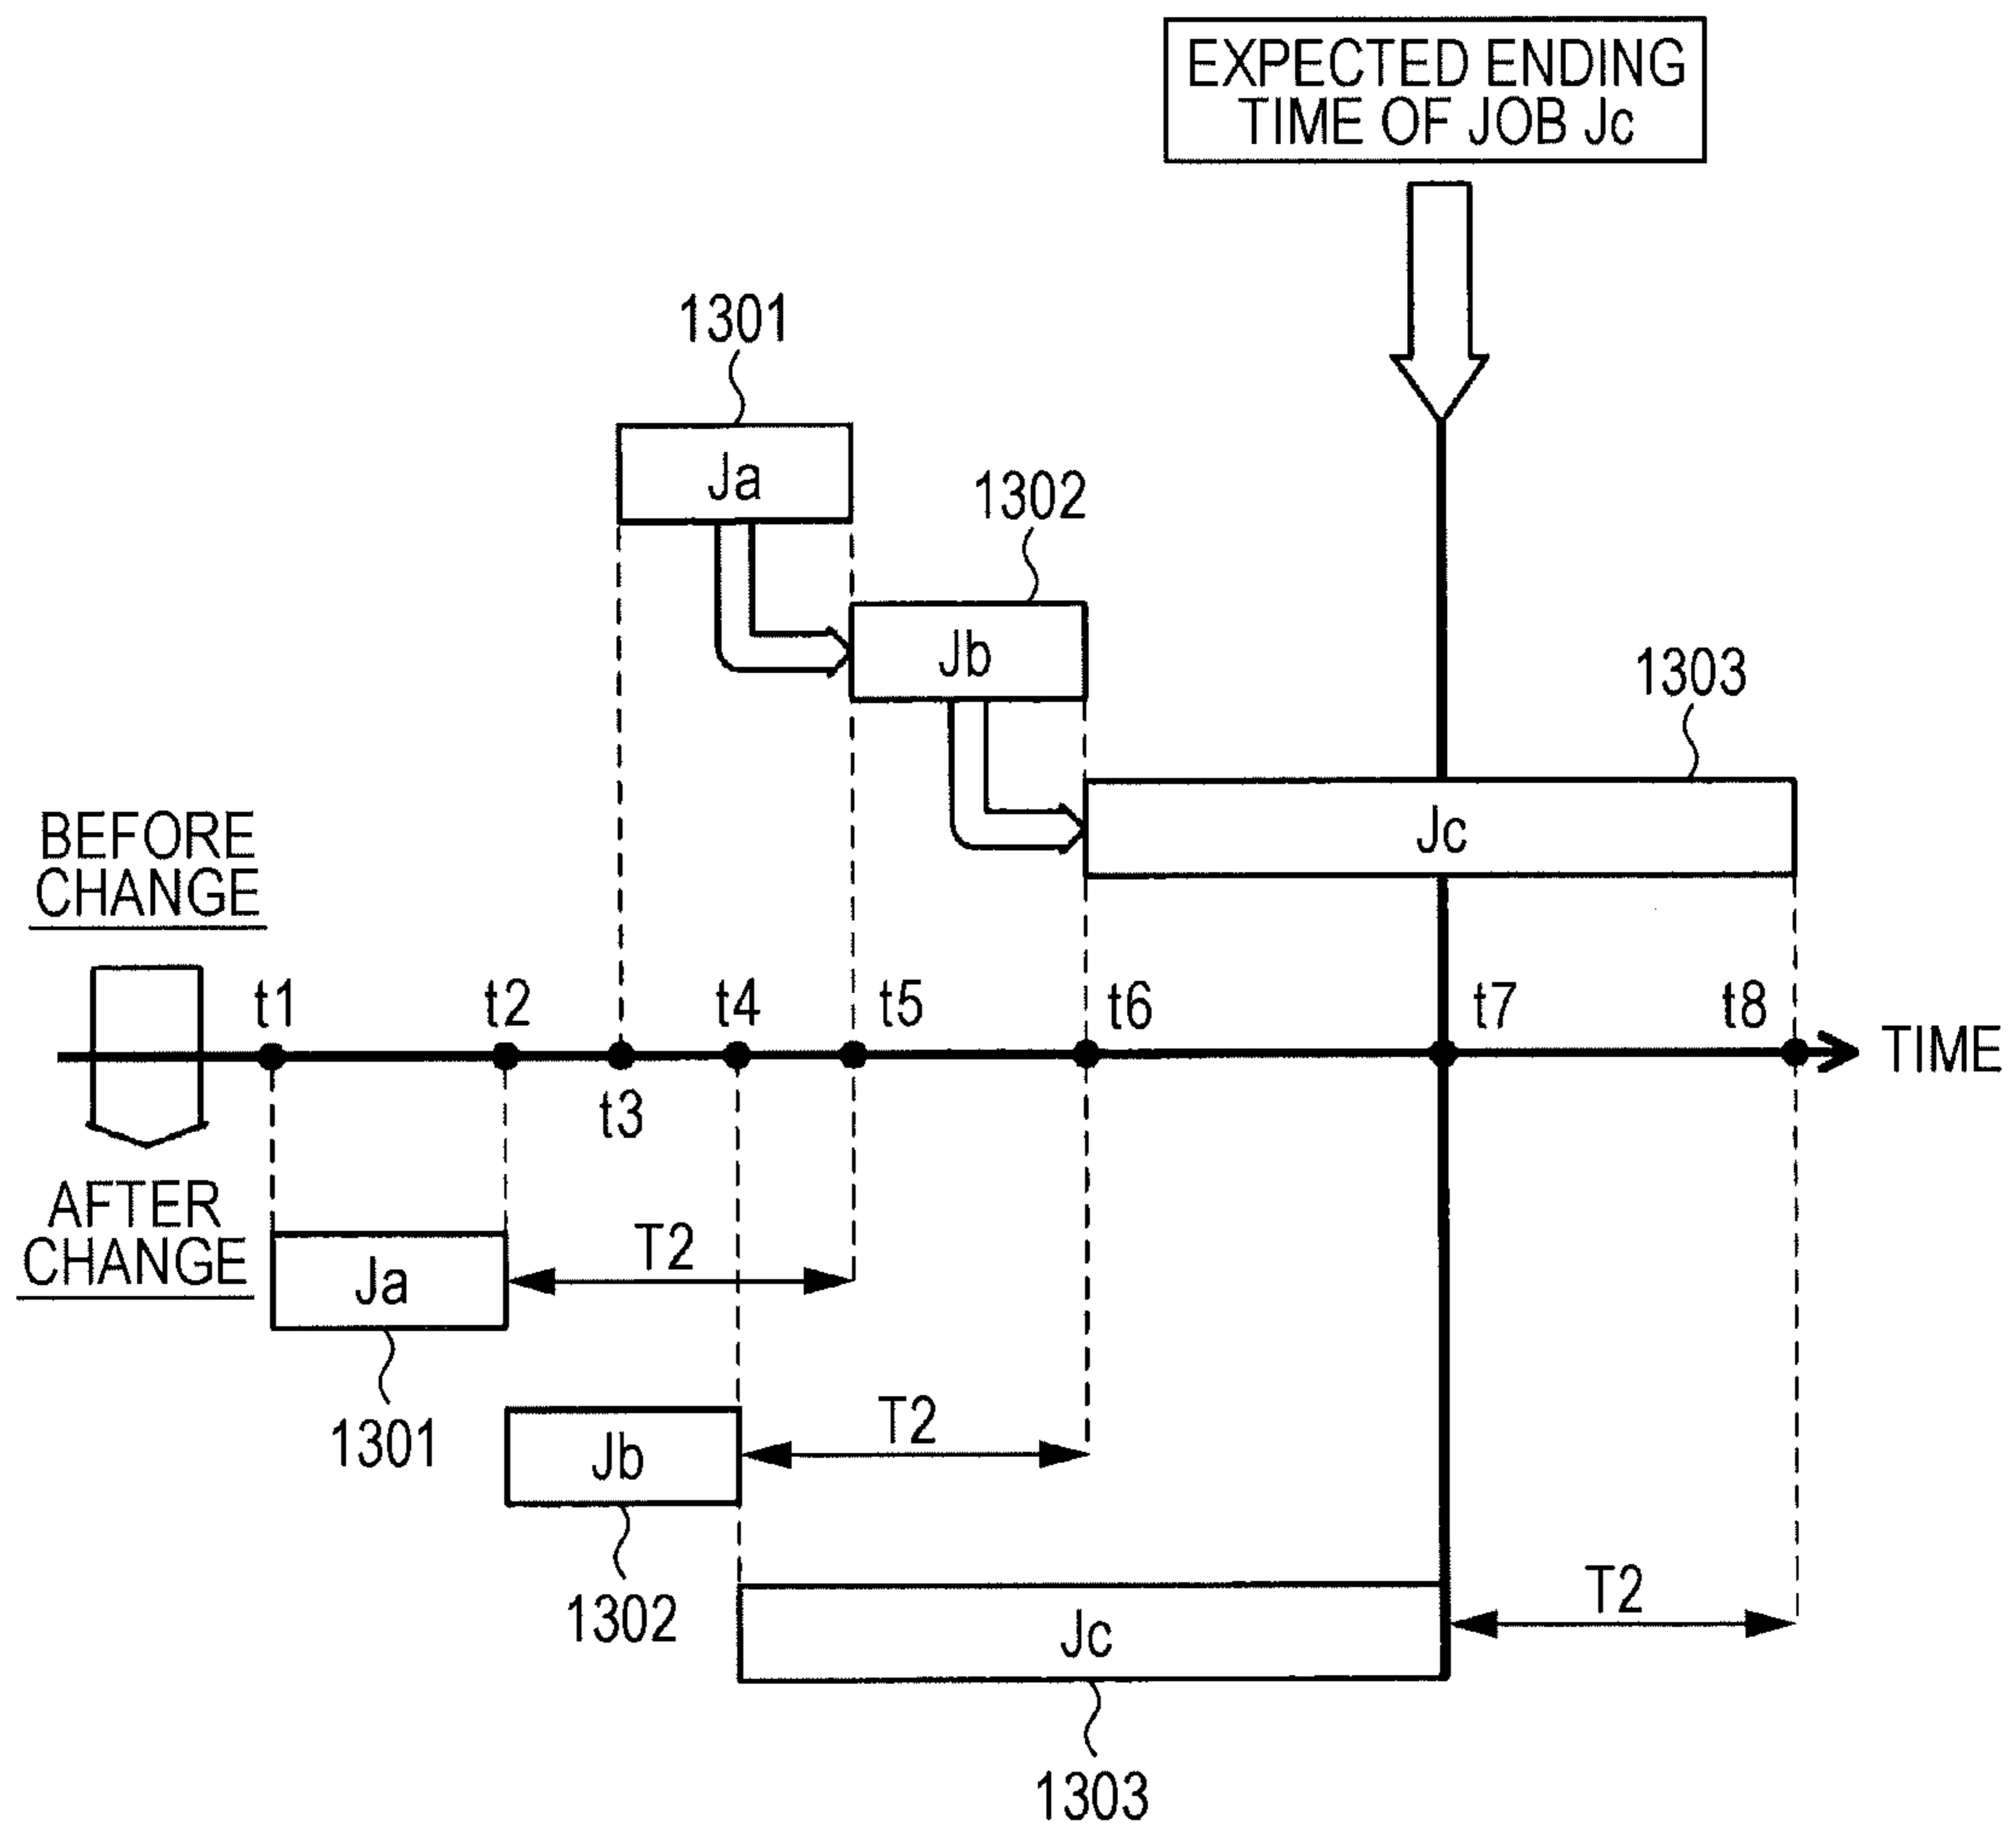 EXPECTED ENDING
TIME OF JOB Jc
1301
Ja
1302
Jb
1303
Jc
BEFORE
CHANGE
t1
t2
t3
t4
t5
t6
t7
t8
TIME
AFTER
CHANGE
Ja
T2
1301
Jb
T2
1302
Jc
T2
1303